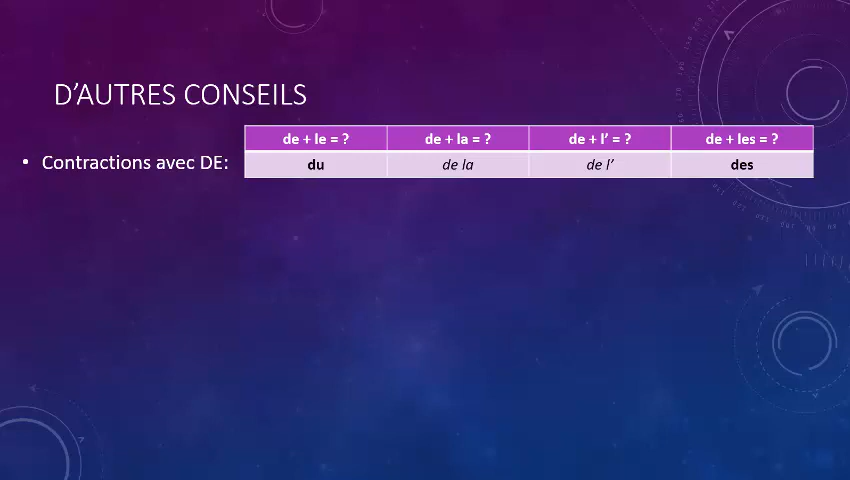 D'AUTRES CONSEILS
• Contractions avec DE:
de + le = ? de + la = ? de + l' = ? de + les = ?
du de la de l' des